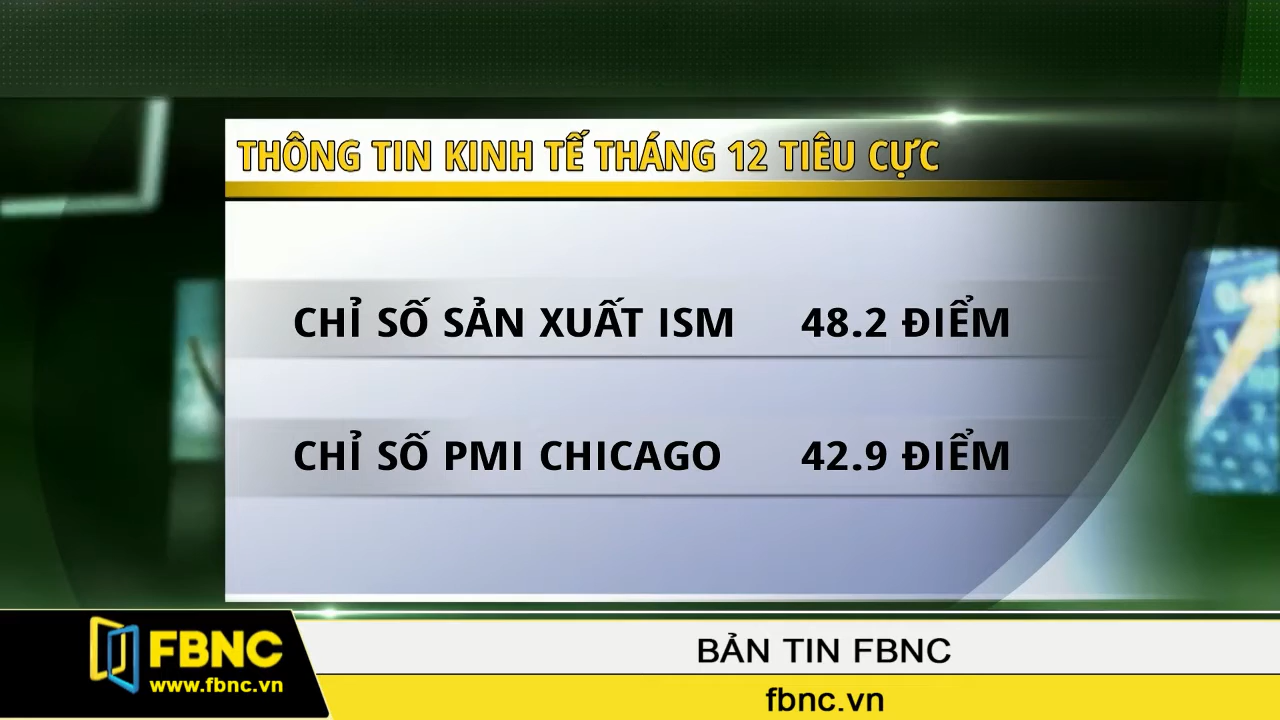 THÔNG TIN KINH TẾ THÁNG 12 TIÊU CỰC
CHỈ SỐ SẢN XUẤT ISM 48.2 ĐIỂM
CHỈ SỐ PMI CHICAGO 42.9 ĐIỂM
FBNC
www.fbnc.vn
BẢN TIN FBNC
fbnc.vn